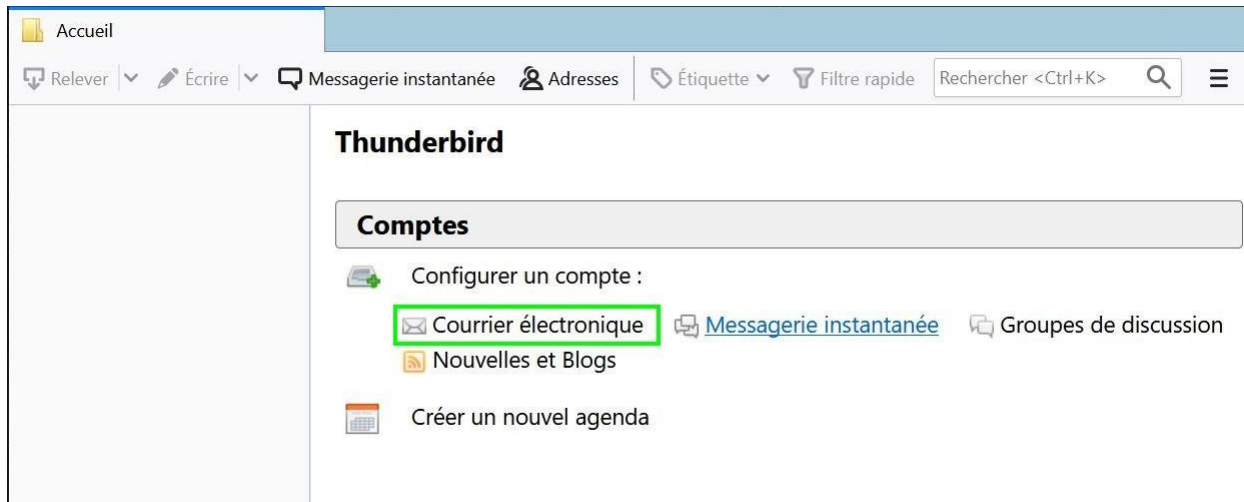 Accueil
Relever Écrire Messagerie instantanée Adresses Étiquette Filtre rapide Rechercher <Ctrl+K>
Thunderbird
Comptes
Configurer un compte :
Courrier électronique Messagerie instantanée Groupes de discussion
Nouvelles et Blogs
Créer un nouvel agenda